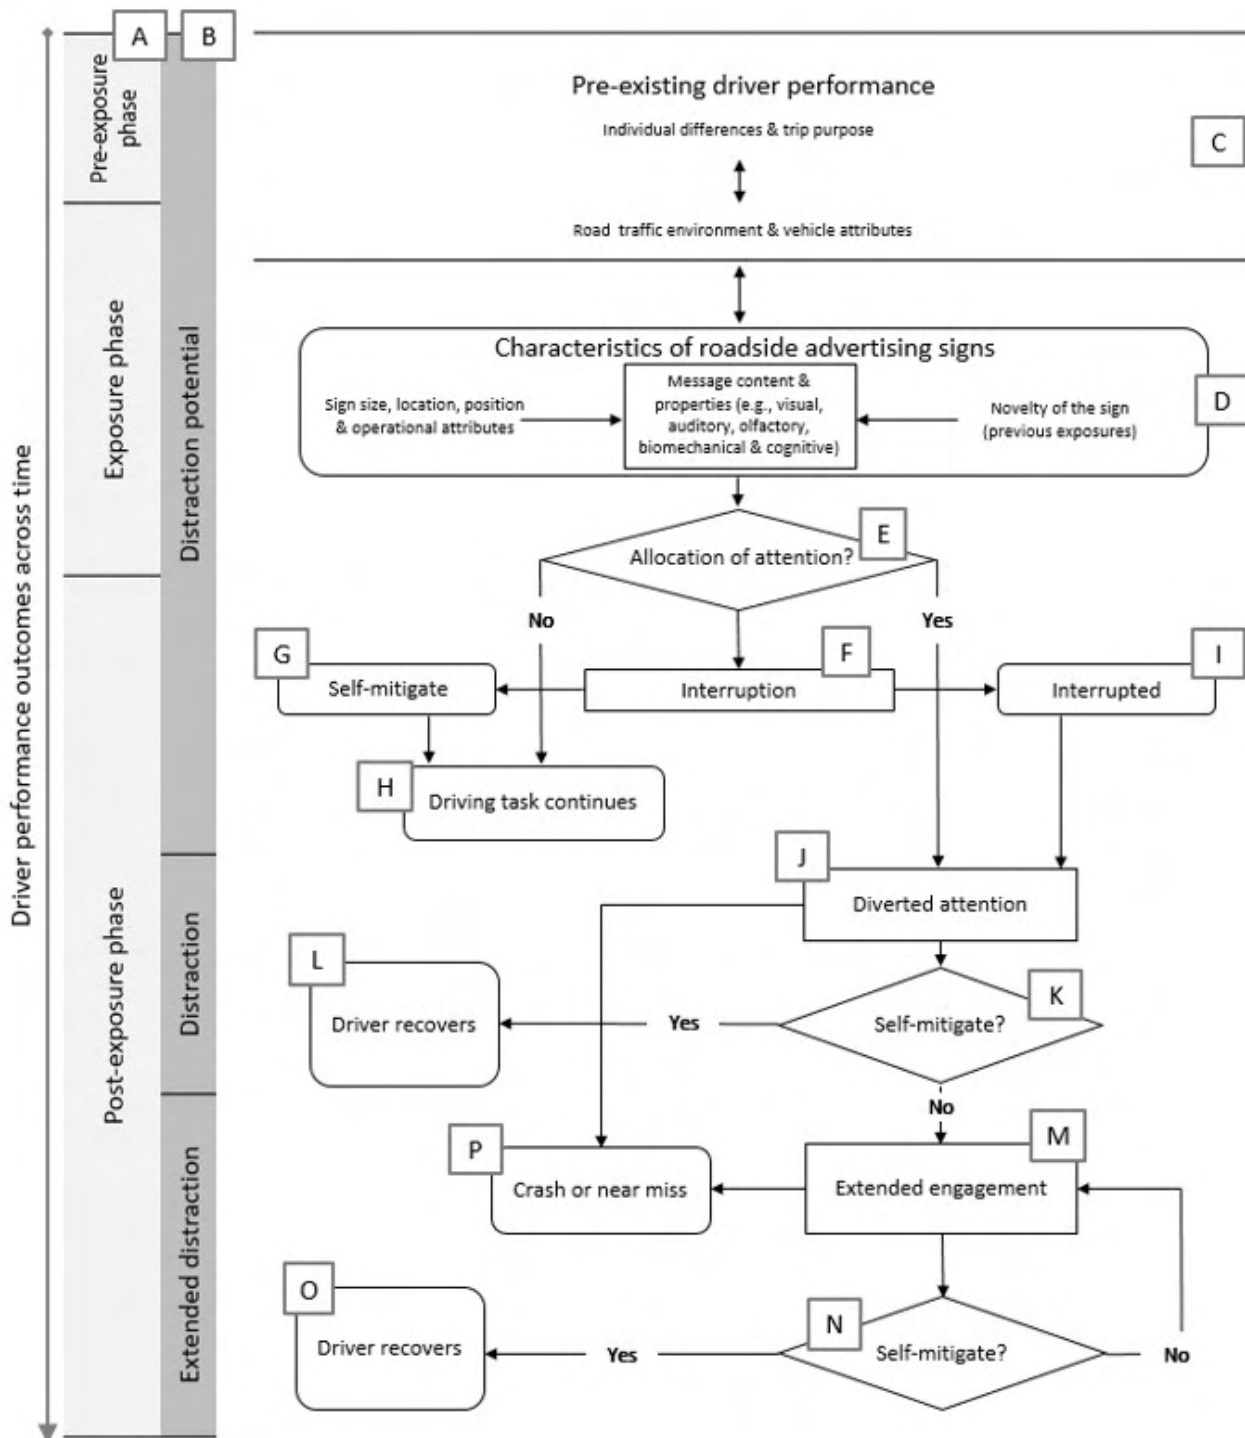 A
B
Pre-existing driver performance
Individual differences & trip purpose
C
Pre-exposure
phase
Road traffic environment & vehicle attributes
Characteristics of roadside advertising signs
Message content &
properties (e.g., visual,
auditory, olfactory,
biomechanical & cognitive)
Sign size, location, position
& operational attributes
Novelty of the sign
(previous exposures)
D
Exposure phase
Distraction potential
E
Allocation of attention?
No
Yes
G
F
I
Self-mitigate
Interruption
Interrupted
H
Driving task continues
Driver performance outcomes across time
J
Diverted attention
L
K
Driver recovers
Yes
Self-mitigate?
Distraction
Post-exposure phase
No
P
M
Crash or near miss
Extended engagement
Extended distraction
O
N
Driver recovers
Yes
Self-mitigate?
No